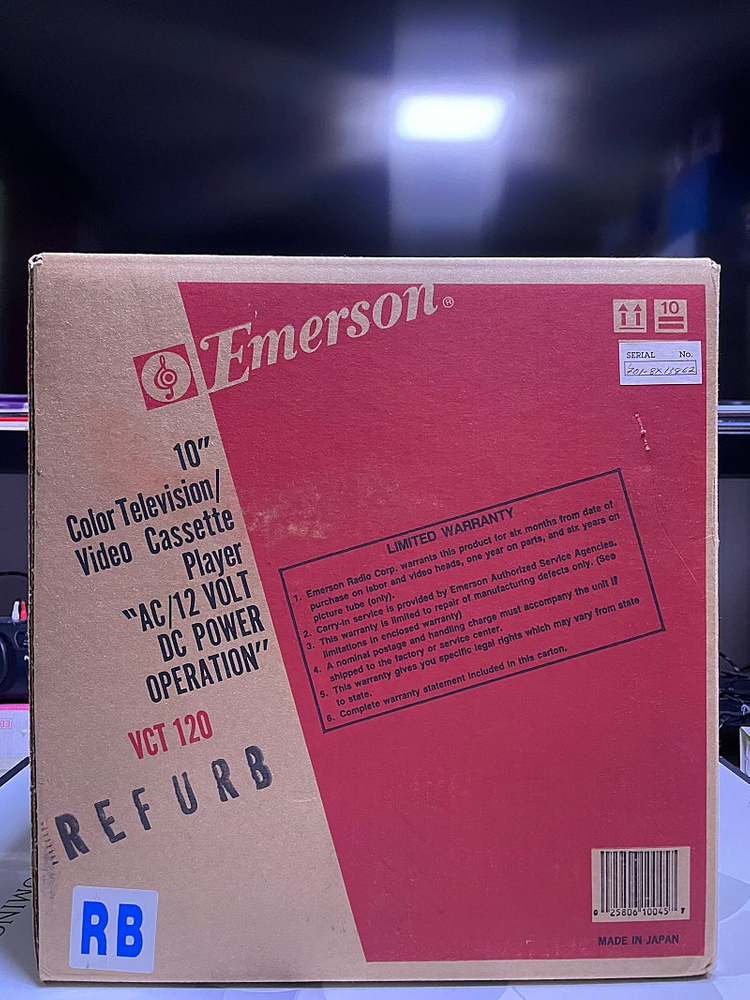 Emerson®
10
SERIAL No.
10"
Color Television/
Video Cassette
Player
"AC/12 VOLT
DC POWER
OPERATION"
VCT 120
REFURB
RB
LIMITED WARRANTY
1. Emerson Radio Corp. warrants this product for six months from date of
purchase on labor and video heads, one year on parts, and six years on
picture tube (only).
2. Carry-in service is provided by Emerson Authorized Service Agencies.
3. This warranty is limited to repair of manufacturing defects only. (See
limitations in enclosed warranty)
4. A nominal postage and handling charge must accompany the unit if
shipped to the factory or service center.
5. This warranty gives you specific legal rights which may vary from state
to state.
6. Complete warranty statement included in this carton.
0 25806 10045 7
MADE IN JAPAN